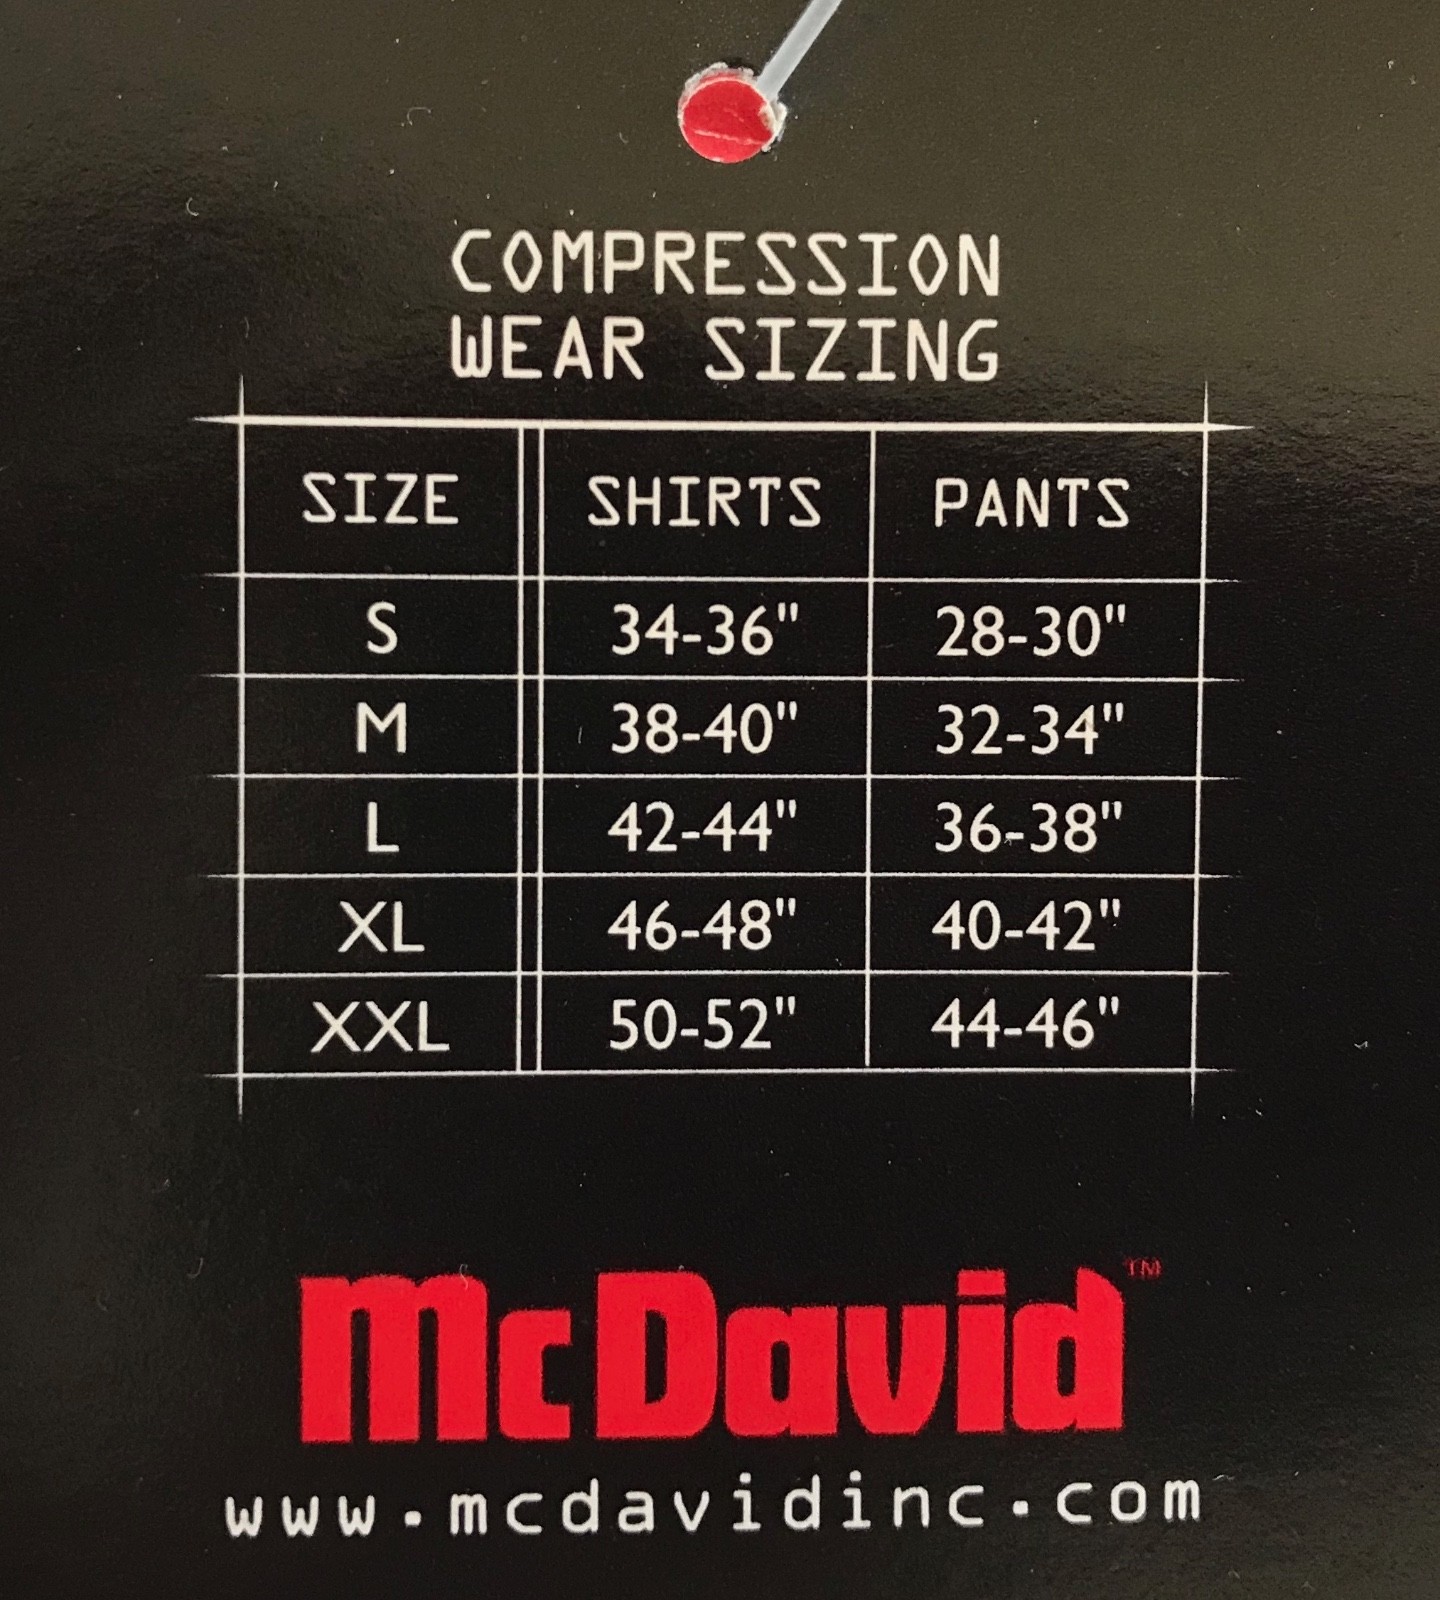 COMPRESSION
WEAR SIZING
SIZE SHIRTS PANTS
S 34-36" 28-30"
M 38-40" 32-34"
L 42-44" 36-38"
XL 46-48" 40-42"
XXL 50-52" 44-46"
McDavid™
www.mcdavidinc.com